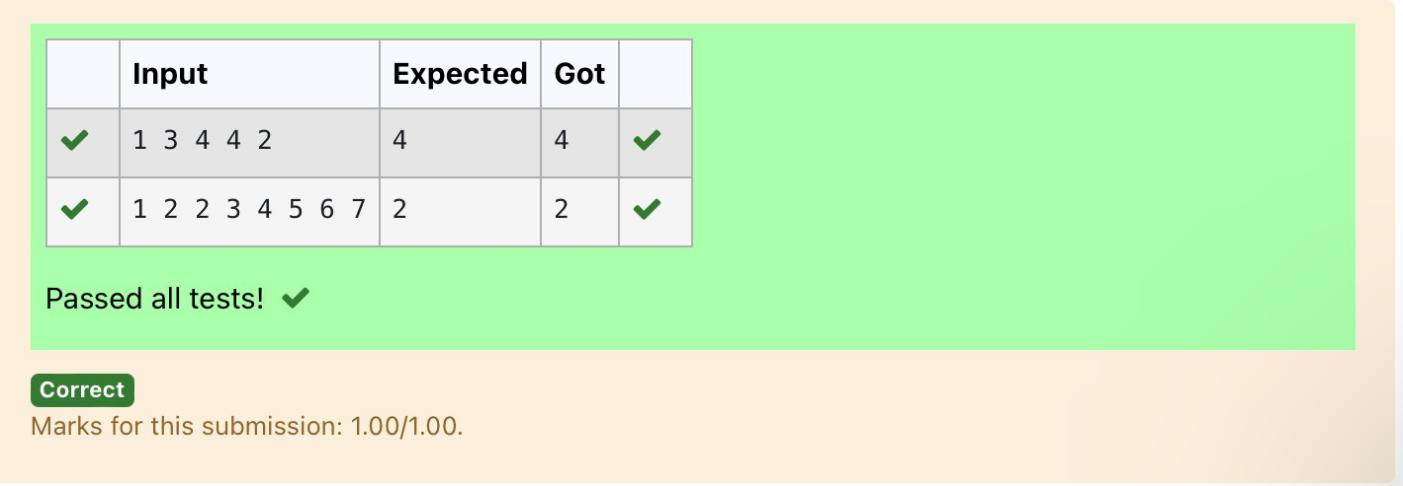 Input Expected Got
1 3 4 4 2 4 4
1 2 2 3 4 5 6 7 2 2
Passed all tests!
Correct
Marks for this submission: 1.00/1.00.